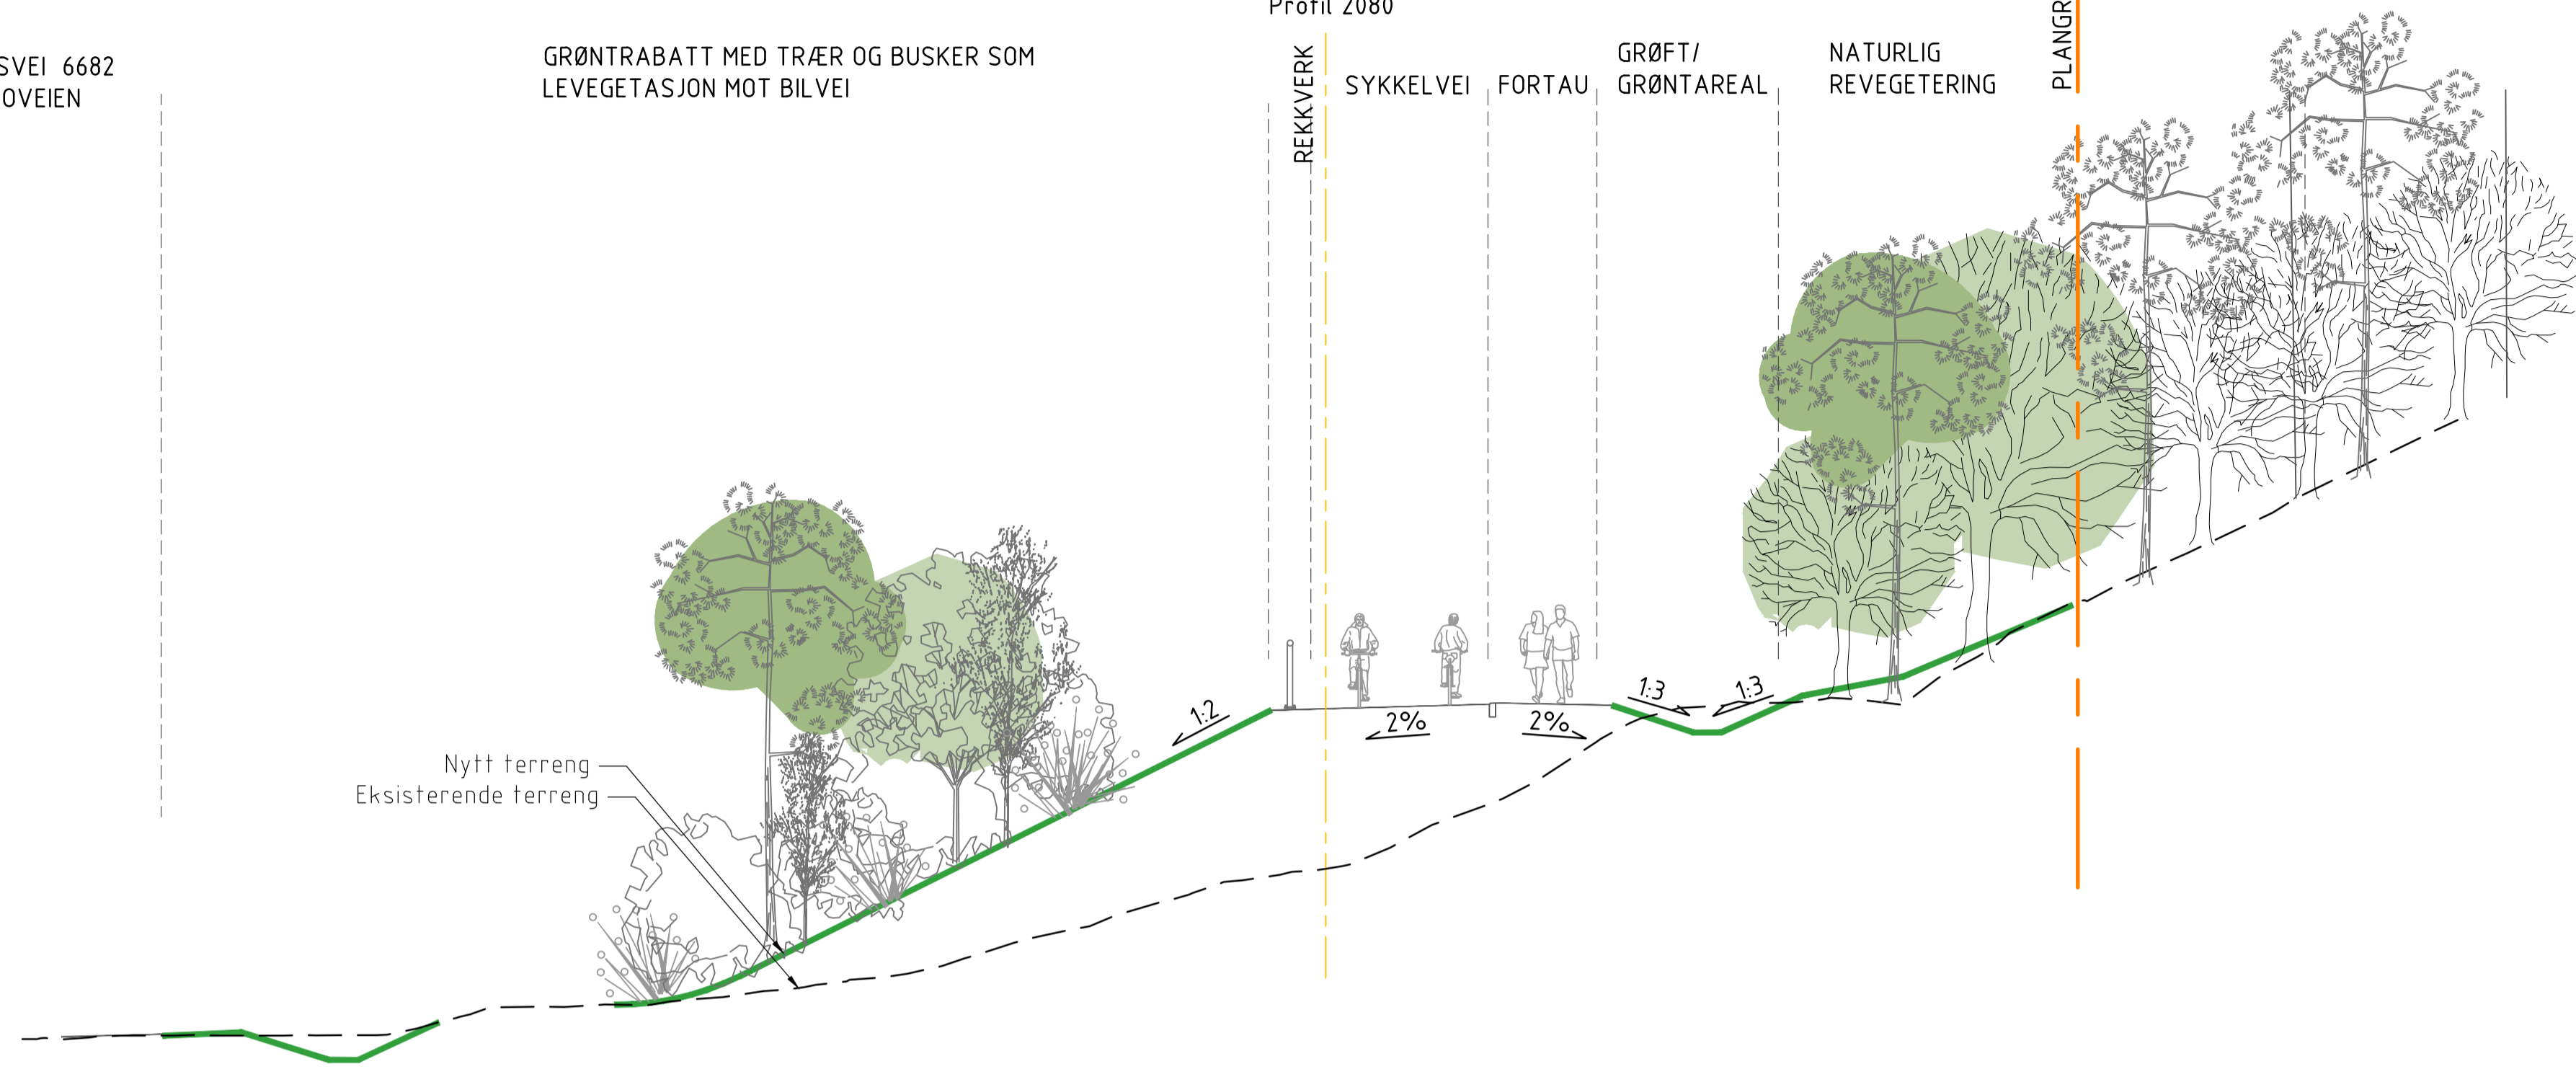 Profil 2080
SVEI 6682
OVEIEN
GRØNTRABATT MED TRÆR OG BUSKER SOM
LEVEGETASJON MOT BILVEI
REKKVERK
SYKKELVEI
FORTAU
GRØFT/
GRØNTAREAL
NATURLIG
REVEGETERING
PLANGR
1:2
2%
2%
1:3
1:3
Nytt terreng
Eksisterende terreng